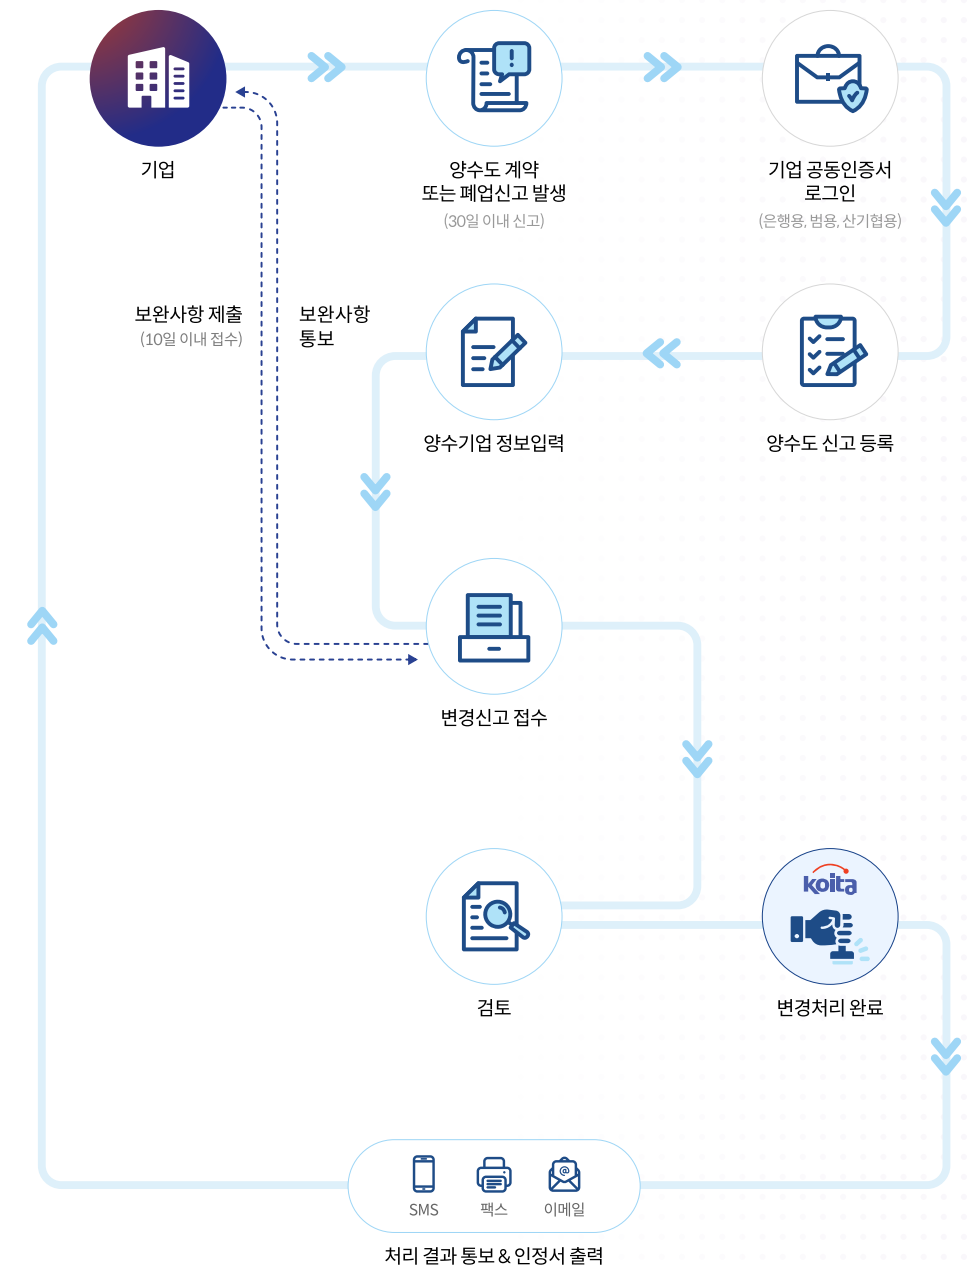 기업
양수도 계약
또는 폐업신고 발생
(30일 이내 신고)
기업 공동인증서
로그인
(은행용, 범용, 산기협용)
보완사항 제출
(10일 이내 접수)
보완사항
통보
양수기업 정보입력
양수도 신고 등록
변경신고 접수
koita
검토
변경처리 완료
@
SMS
팩스
이메일
처리 결과 통보 & 인정서 출력